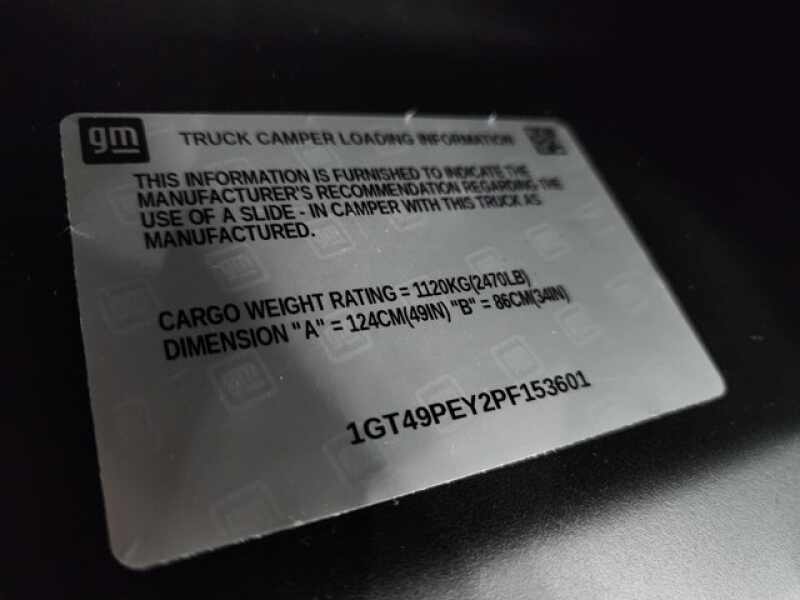 gm
TRUCK CAMPER LOADING INFORMATION
THIS INFORMATION IS FURNISHED TO INDICATE THE
MANUFACTURER'S RECOMMENDATION REGARDING THE
USE OF A SLIDE - IN CAMPER WITH THIS TRUCK AS
MANUFACTURED.
CARGO WEIGHT RATING = 1120KG(2470LB)
DIMENSION "A" = 124CM(49IN) "B" = 86CM(34IN)
1GT49PEY2PF153601